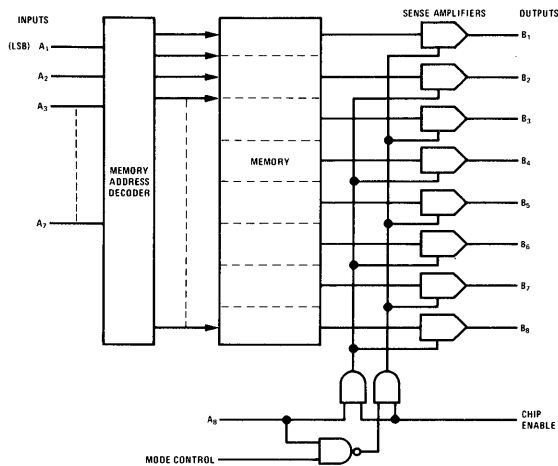 INPUTS
SENSE AMPLIFIERS
OUTPUTS
(LSB) A1
A2
A3
A7
MEMORY
ADDRESS
DECODER
MEMORY
B1
B2
B3
B4
B5
B6
B7
B8
A8
CHIP
ENABLE
MODE CONTROL